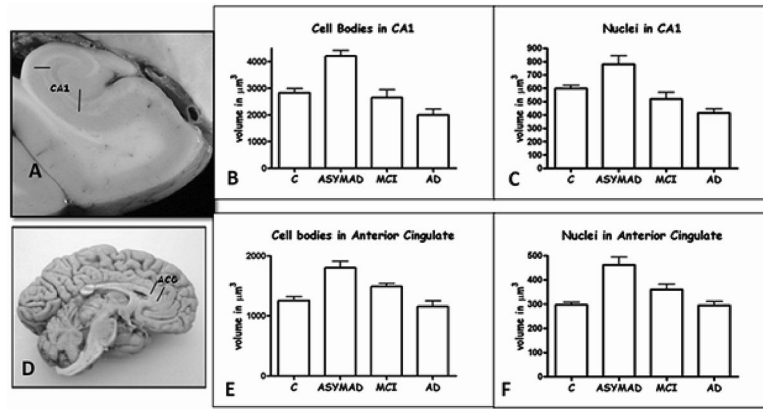 CA1
A
Cell Bodies in CA1
volume in μm³
4000
3000
2000
1000
0
C ASYMAD MCI AD
B
Nuclei in CA1
volume in μm³
900
800
700
600
500
400
300
200
100
0
C ASYMAD MCI AD
C
ACG
D
Cell bodies in Anterior Cingulate
volume in μm³
2000
1000
0
C ASYMAD MCI AD
E
Nuclei in Anterior Cingulate
volume in μm³
500
400
300
200
100
0
C ASYMAD MCI AD
F